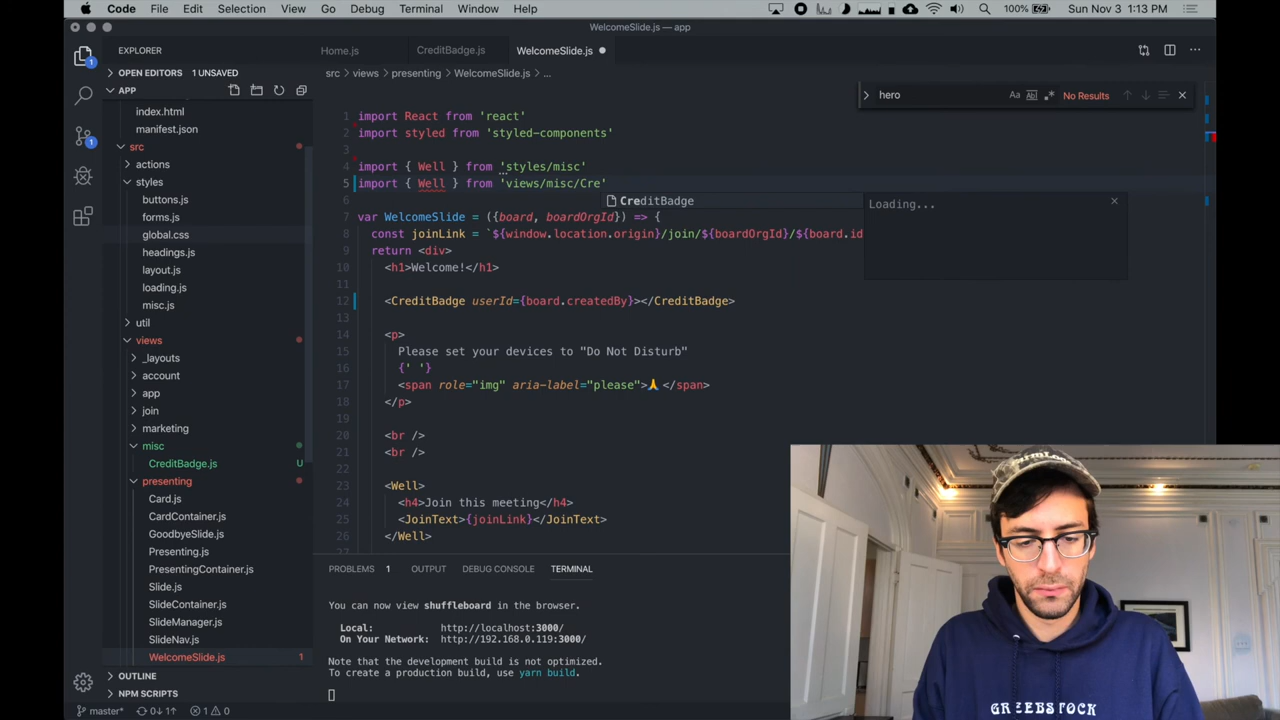 Code File Edit Selection View Go Debug Terminal Window Help 100% Sun Nov 3 1:13 PM
WelcomeSlide.js — app
EXPLORER
Home.js CreditBadge.js WelcomeSlide.js
OPEN EDITORS 1 UNSAVED
src views presenting WelcomeSlide.js ...
APP
hero Aa Abl No Results
index.html
manifest.json
src
actions
styles
buttons.js
forms.js
global.css
headings.js
layout.js
loading.js
misc.js
util
views
_layouts
account
app
join
marketing
misc
CreditBadge.js U
presenting
Card.js
CardContainer.js
GoodbyeSlide.js
Presenting.js
PresentingContainer.js
Slide.js
SlideContainer.js
SlideManager.js
SlideNav.js
WelcomeSlide.js 1
OUTLINE
NPM SCRIPTS
master* 0↓ 1↑ 1 0
1 import React from 'react'
2 import styled from 'styled-components'
3
4 import { Well } from 'styles/misc'
5 import { Well } from 'views/misc/Cre'
CreditBadge
Loading...
6
7 var WelcomeSlide = ({board, boardOrgId}) => {
8 const joinLink = `${window.location.origin}/join/${boardOrgId}/${board.id
9 return <div>
10 <h1>Welcome!</h1>
11
12 <CreditBadge userId={board.createdBy}></CreditBadge>
13
14 <p>
15 Please set your devices to "Do Not Disturb"
16 {' '}
17 <span role="img" aria-label="please">🙏</span>
18 </p>
19
20 <br />
21 <br />
22
23 <Well>
24 <h4>Join this meeting</h4>
25 <JoinText>{joinLink}</JoinText>
26 </Well>
27
PROBLEMS 1 OUTPUT DEBUG CONSOLE TERMINAL
You can now view shuffleboard in the browser.
Local: http://localhost:3000/
On Your Network: http://192.168.0.119:3000/
Note that the development build is not optimized.
To create a production build, use yarn build.
GREEBSTOCK